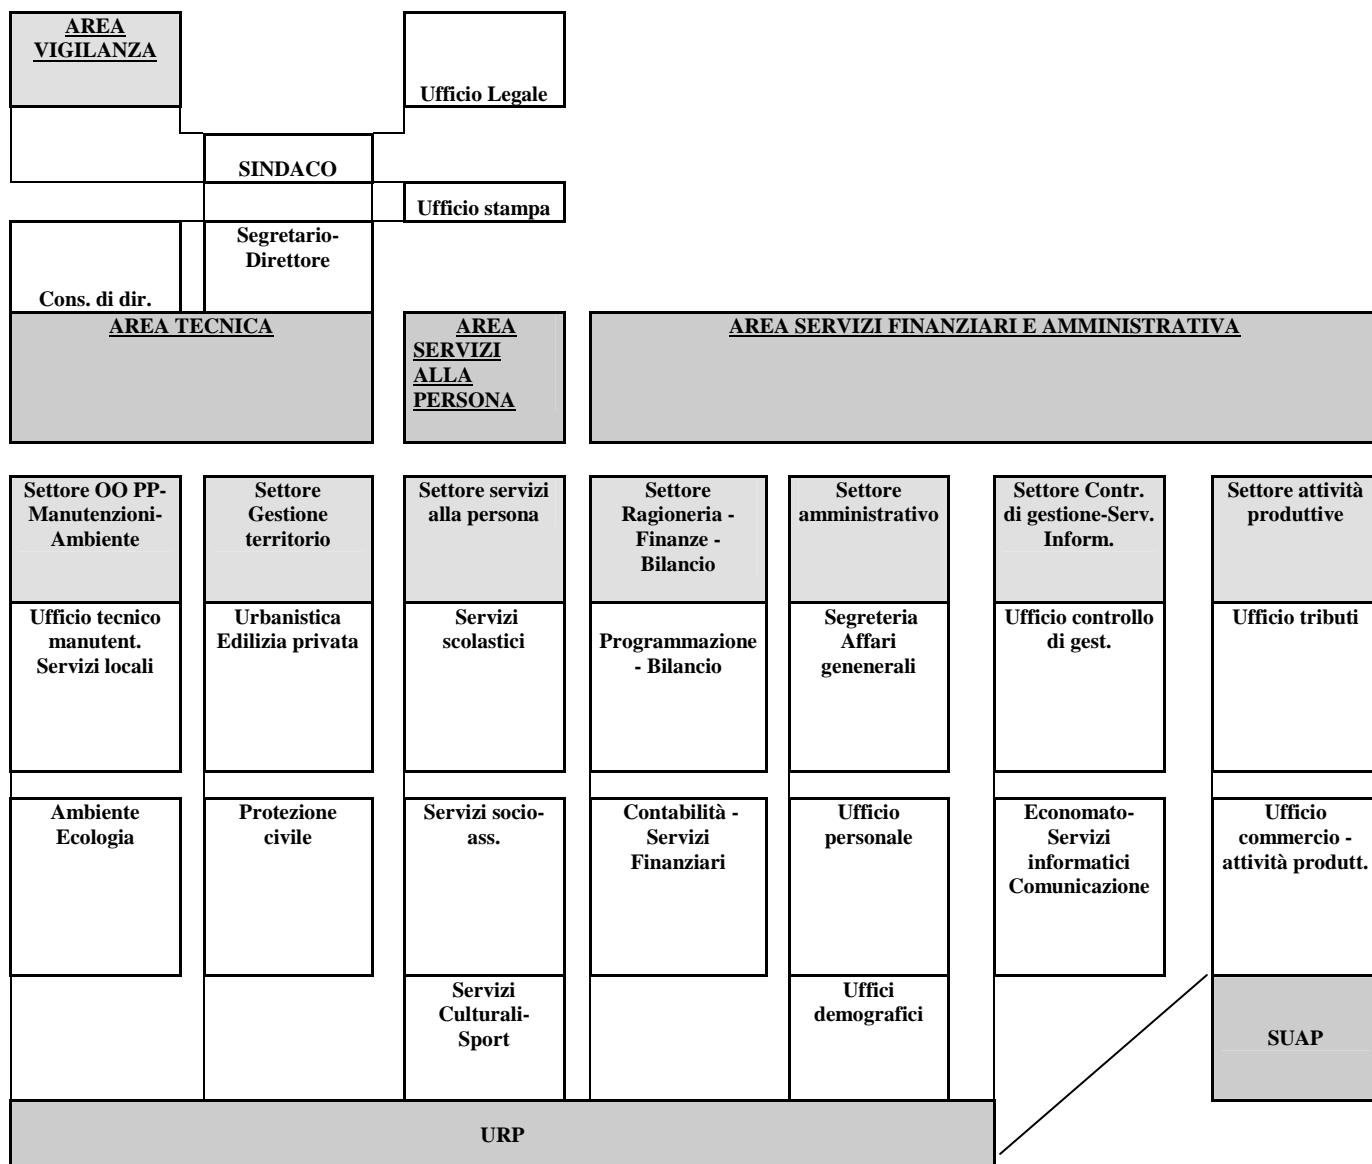 AREA
VIGILANZA
Ufficio Legale
SINDACO
Ufficio stampa
Segretario-
Direttore
Cons. di dir.
AREA TECNICA
AREA
SERVIZI
ALLA
PERSONA
AREA SERVIZI FINANZIARI E AMMINISTRATIVA
Settore OO PP-
Manutenzioni-
Ambiente
Settore
Gestione
territorio
Settore servizi
alla persona
Settore
Ragioneria -
Finanze -
Bilancio
Settore
amministrativo
Settore Contr.
di gestione-Serv.
Inform.
Settore attività
produttive
Ufficio tecnico
manutent.
Servizi locali
Urbanistica
Edilizia privata
Servizi
scolastici
Programmazione
- Bilancio
Segreteria
Affari
genenerali
Ufficio controllo
di gest.
Ufficio tributi
Ambiente
Ecologia
Protezione
civile
Servizi socio-
ass.
Contabilità -
Servizi
Finanziari
Ufficio
personale
Economato-
Servizi
informatici
Comunicazione
Ufficio
commercio -
attività produtt.
Servizi
Culturali-
Sport
Uffici
demografici
SUAP
URP